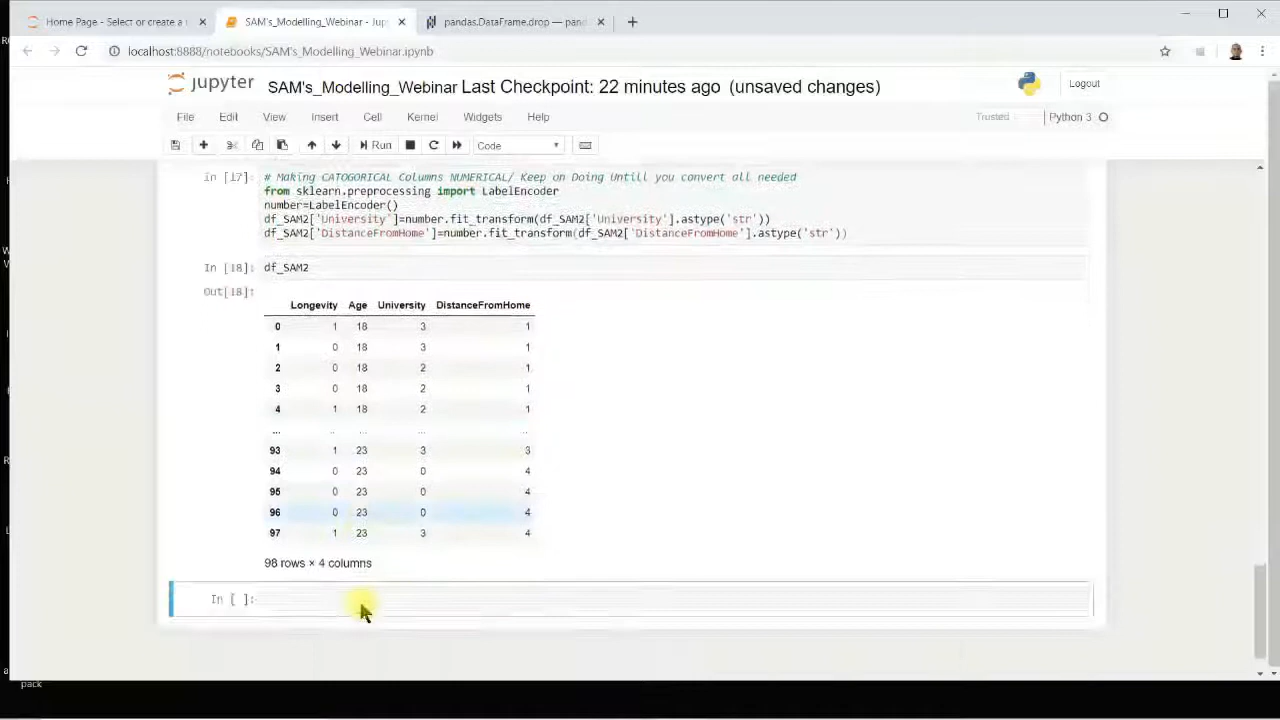 Home Page - Select or create a
SAM's_Modelling_Webinar - Jup
pandas.DataFrame.drop — pand
localhost:8888/notebooks/SAM's_Modelling_Webinar.ipynb
jupyter SAM's_Modelling_Webinar Last Checkpoint: 22 minutes ago (unsaved changes) Logout
File Edit View Insert Cell Kernel Widgets Help Trusted Python 3
Run Code
In [17]: # Making CATOGORICAL Columns NUMERICAL/ Keep on Doing Untill you convert all needed
from sklearn.preprocessing import LabelEncoder
number=LabelEncoder()
df_SAM2['University']=number.fit_transform(df_SAM2['University'].astype('str'))
df_SAM2['DistanceFromHome']=number.fit_transform(df_SAM2['DistanceFromHome'].astype('str'))
In [18]: df_SAM2
Out[18]:
Longevity Age University DistanceFromHome
0 1 18 3 1
1 0 18 3 1
2 0 18 2 1
3 0 18 2 1
4 1 18 2 1
... ... ... ... ...
93 1 23 3 3
94 0 23 0 4
95 0 23 0 4
96 0 23 0 4
97 1 23 3 4
98 rows × 4 columns
In [ ]:
pack